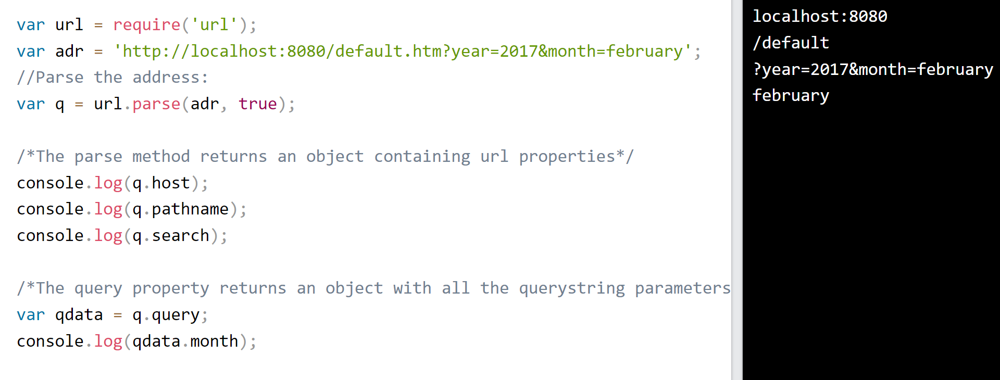 var url = require('url');
var adr = 'http://localhost:8080/default.htm?year=2017&month=february';
//Parse the address:
var q = url.parse(adr, true);
/*The parse method returns an object containing url properties*/
console.log(q.host);
console.log(q.pathname);
console.log(q.search);
/*The query property returns an object with all the querystring parameters
var qdata = q.query;
console.log(qdata.month);
localhost:8080
/default
?year=2017&month=february
february